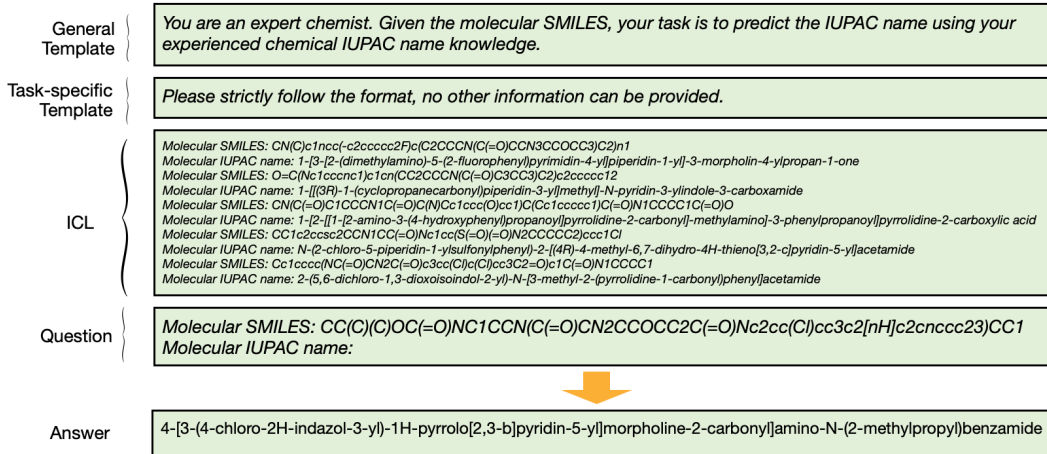 General
Template
You are an expert chemist. Given the molecular SMILES, your task is to predict the IUPAC name using your
experienced chemical IUPAC name knowledge.
Task-specific
Template
Please strictly follow the format, no other information can be provided.
ICL
Molecular SMILES: CN(C)c1ncc(-c2ccccc2F)c(C2CCCN(C(=O)CCN3CCOCC3)C2)n1
Molecular IUPAC name: 1-[3-[2-(dimethylamino)-5-(2-fluorophenyl)pyrimidin-4-yl]piperidin-1-yl]-3-morpholin-4-ylpropan-1-one
Molecular SMILES: O=C(Nc1cccnc1)c1cn(CC2CCCN(C(=O)C3CC3)C2)c2ccccc12
Molecular IUPAC name: 1-[[(3R)-1-(cyclopropanecarbonyl)piperidin-3-yl]methyl]-N-pyridin-3-ylindole-3-carboxamide
Molecular SMILES: CN(C(=O)C1CCCN1C(=O)C(N)Cc1ccc(O)cc1)C(Cc1ccccc1)C(=O)N1CCCC1C(=O)O
Molecular IUPAC name: 1-[2-[[1-[2-amino-3-(4-hydroxyphenyl)propanoyl]pyrrolidine-2-carbonyl]-methylamino]-3-phenylpropanoyl]pyrrolidine-2-carboxylic acid
Molecular SMILES: CC1c2ccsc2CCN1CC(=O)Nc1cc(S(=O)(=O)N2CCCCC2)ccc1Cl
Molecular IUPAC name: N-(2-chloro-5-piperidin-1-ylsulfonylphenyl)-2-[(4R)-4-methyl-6,7-dihydro-4H-thieno[3,2-c]pyridin-5-yl]acetamide
Molecular SMILES: Cc1cccc(NC(=O)CN2C(=O)c3cc(Cl)c(Cl)cc3C2=O)c1C(=O)N1CCCC1
Molecular IUPAC name: 2-(5,6-dichloro-1,3-dioxoisoindol-2-yl)-N-[3-methyl-2-(pyrrolidine-1-carbonyl)phenyl]acetamide
Question
Molecular SMILES: CC(C)(C)OC(=O)NC1CCN(C(=O)CN2CCOCC2C(=O)Nc2cc(Cl)cc3c2[nH]c2cnccc23)CC1
Molecular IUPAC name:
Answer
4-[3-(4-chloro-2H-indazol-3-yl)-1H-pyrrolo[2,3-b]pyridin-5-yl]morpholine-2-carbonyl]amino-N-(2-methylpropyl)benzamide